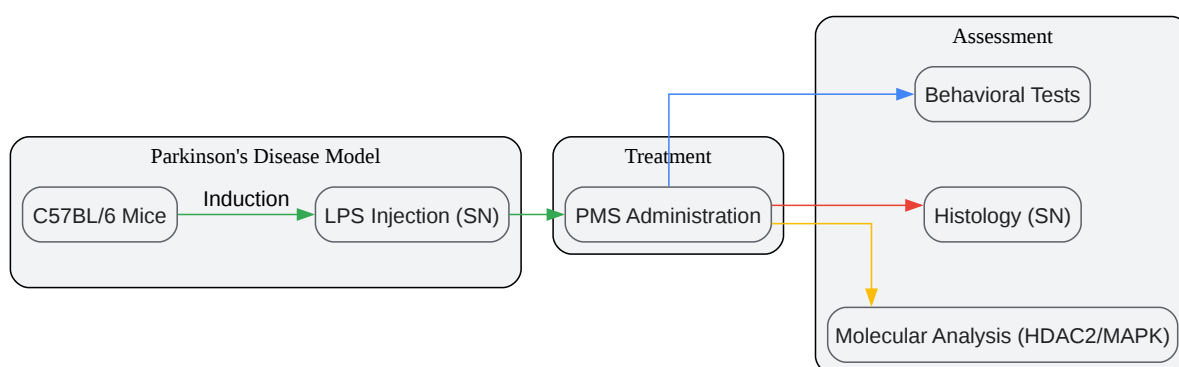 Parkinson's Disease Model
C57BL/6 Mice
Induction
LPS Injection (SN)
Treatment
PMS Administration
Assessment
Behavioral Tests
Histology (SN)
Molecular Analysis (HDAC2/MAPK)